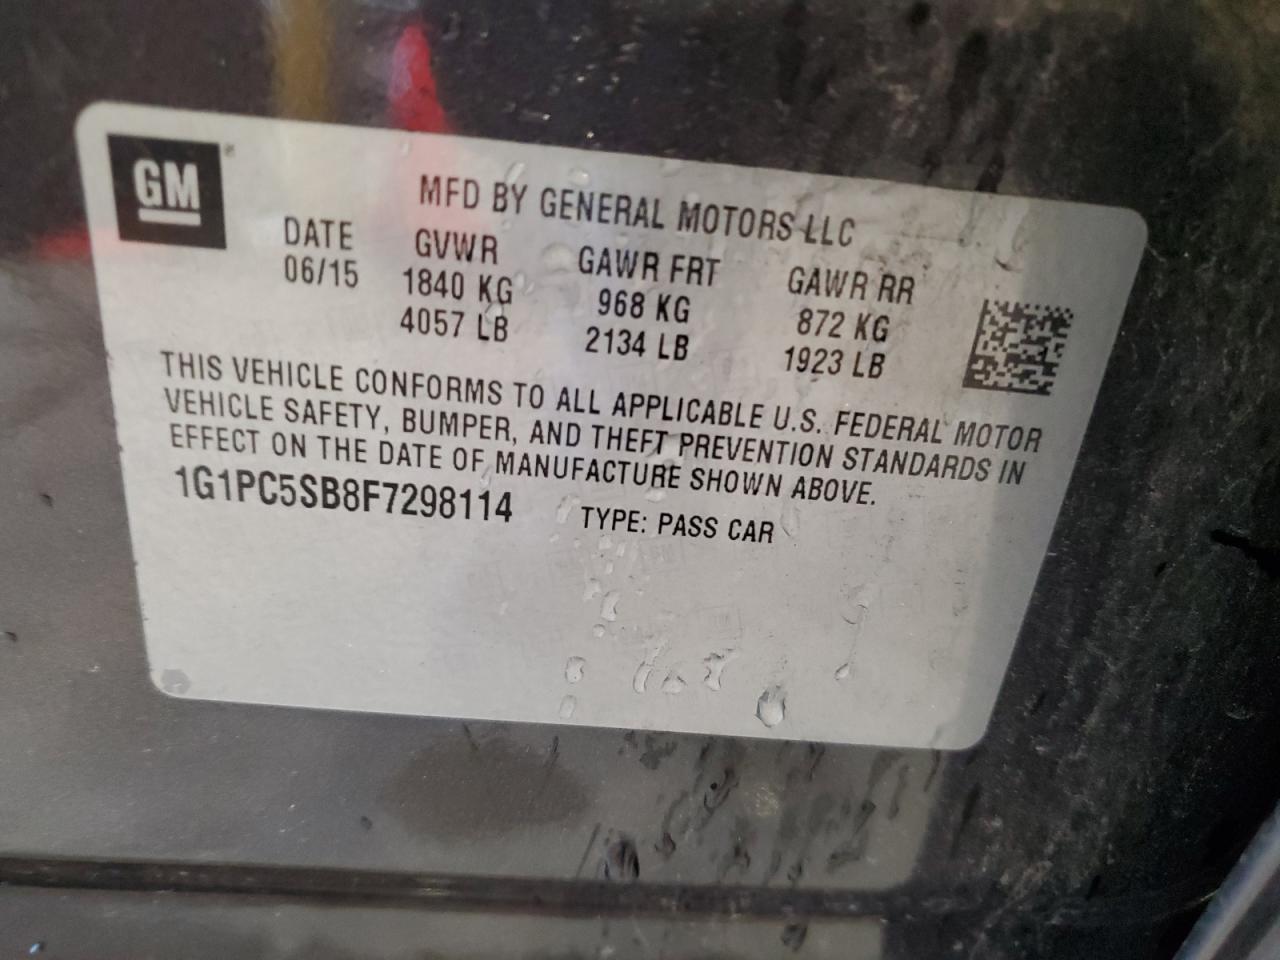 GM
MFD BY GENERAL MOTORS LLC
DATE GVWR GAWR FRT GAWR RR
06/15 1840 KG 968 KG 872 KG
4057 LB 2134 LB 1923 LB
THIS VEHICLE CONFORMS TO ALL APPLICABLE U.S. FEDERAL MOTOR
VEHICLE SAFETY, BUMPER, AND THEFT PREVENTION STANDARDS IN
EFFECT ON THE DATE OF MANUFACTURE SHOWN ABOVE.
1G1PC5SB8F7298114 TYPE: PASS CAR